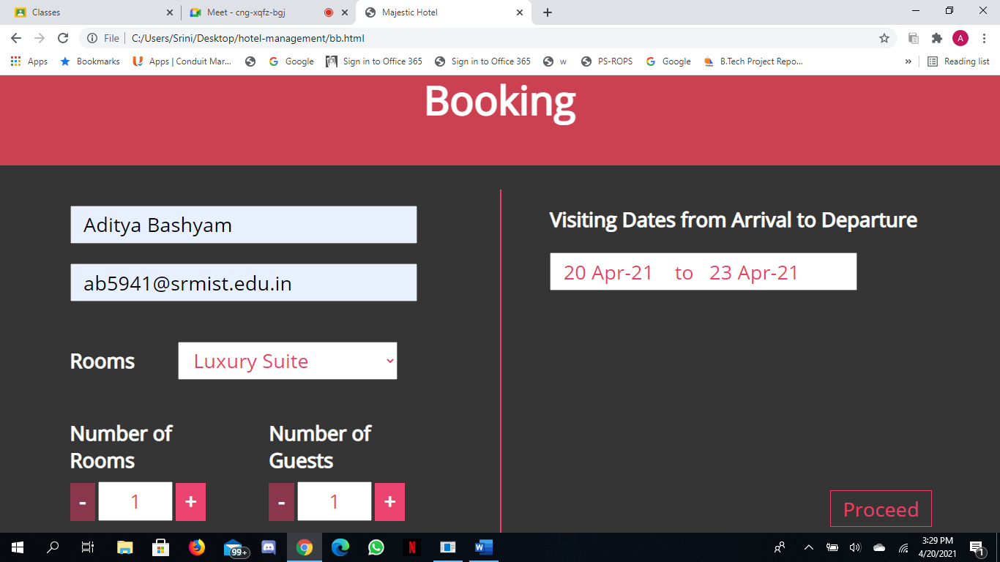 Classes
Meet - cng-xqfz-bgj
Majestic Hotel
File
C:/Users/Srini/Desktop/hotel-management/bb.html
A
Apps
Bookmarks
Apps | Conduit Mar...
Google
Sign in to Office 365
Sign in to Office 365
w
PS-ROPS
Google
B.Tech Project Repo...
»
Reading list
Booking
Aditya Bashyam
ab5941@srmist.edu.in
Rooms
Luxury Suite
Number of
Rooms
- 1 +
Number of
Guests
- 1 +
Visiting Dates from Arrival to Departure
20 Apr-21 to 23 Apr-21
Proceed
99+
N
W
3:29 PM
4/20/2021
1